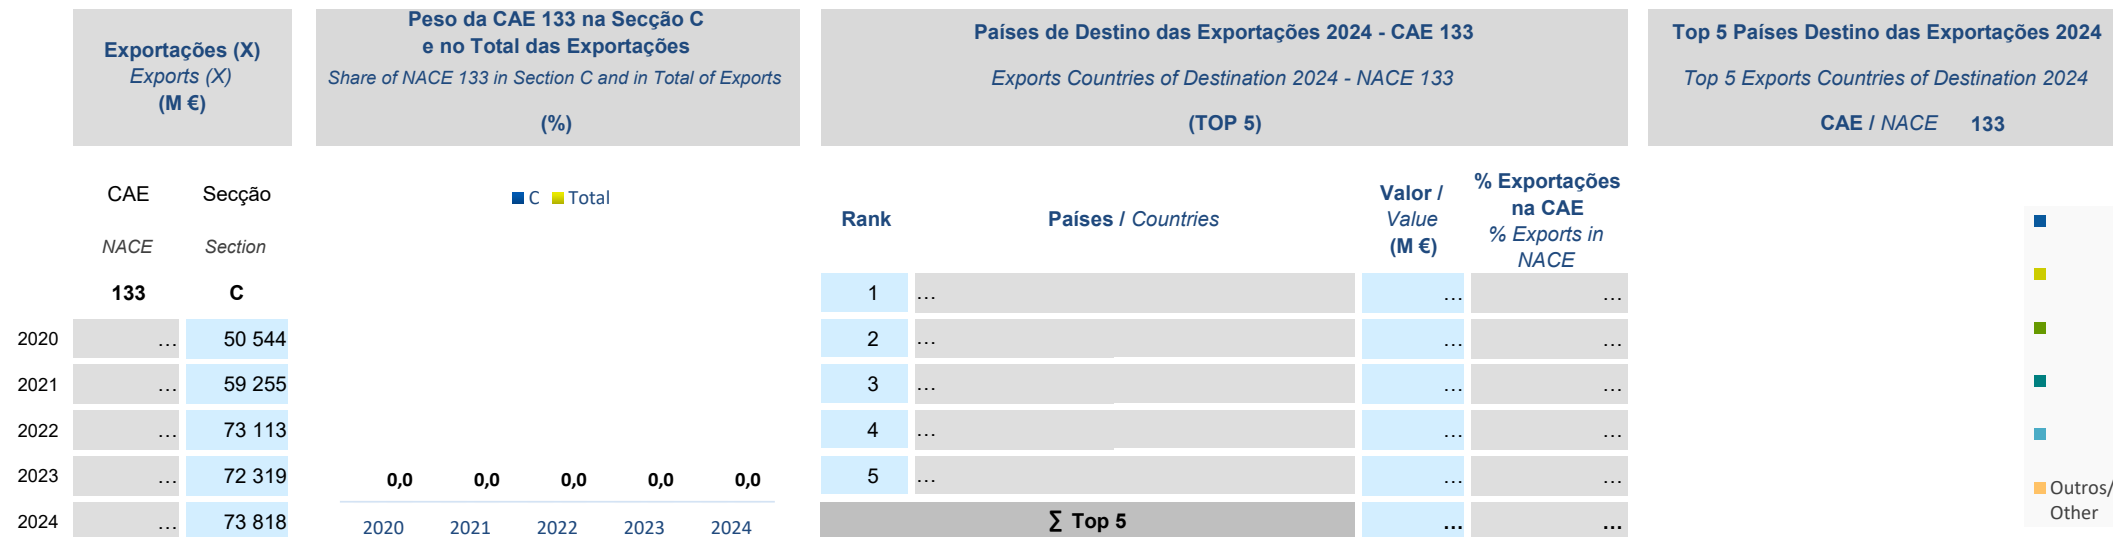 Exportações (X)
Exports (X)
(M €)
Peso da CAE 133 na Secção C
e no Total das Exportações
Share of NACE 133 in Section C and in Total of Exports
(%)
Países de Destino das Exportações 2024 - CAE 133
Exports Countries of Destination 2024 - NACE 133
(TOP 5)
Top 5 Países Destino das Exportações 2024
Top 5 Exports Countries of Destination 2024
CAE / NACE 133
CAE Secção
NACE Section
133 C
2020 … 50 544
2021 … 59 255
2022 … 73 113
2023 … 72 319
2024 … 73 818
C Total
0,0 0,0 0,0 0,0 0,0
2020 2021 2022 2023 2024
Rank
Países / Countries
Valor /
Value
(M €)
% Exportações
na CAE
% Exports in
NACE
1 … … …
2 … … …
3 … … …
4 … … …
5 … … …
∑ Top 5 … …
Outros/
Other